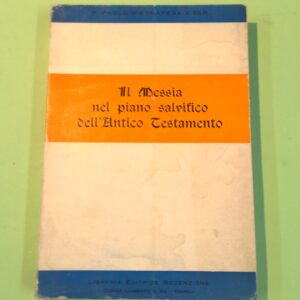 Il Messia
nel piano salvifico
dell'Antico Testamento
Libreria Editrice Redenzione